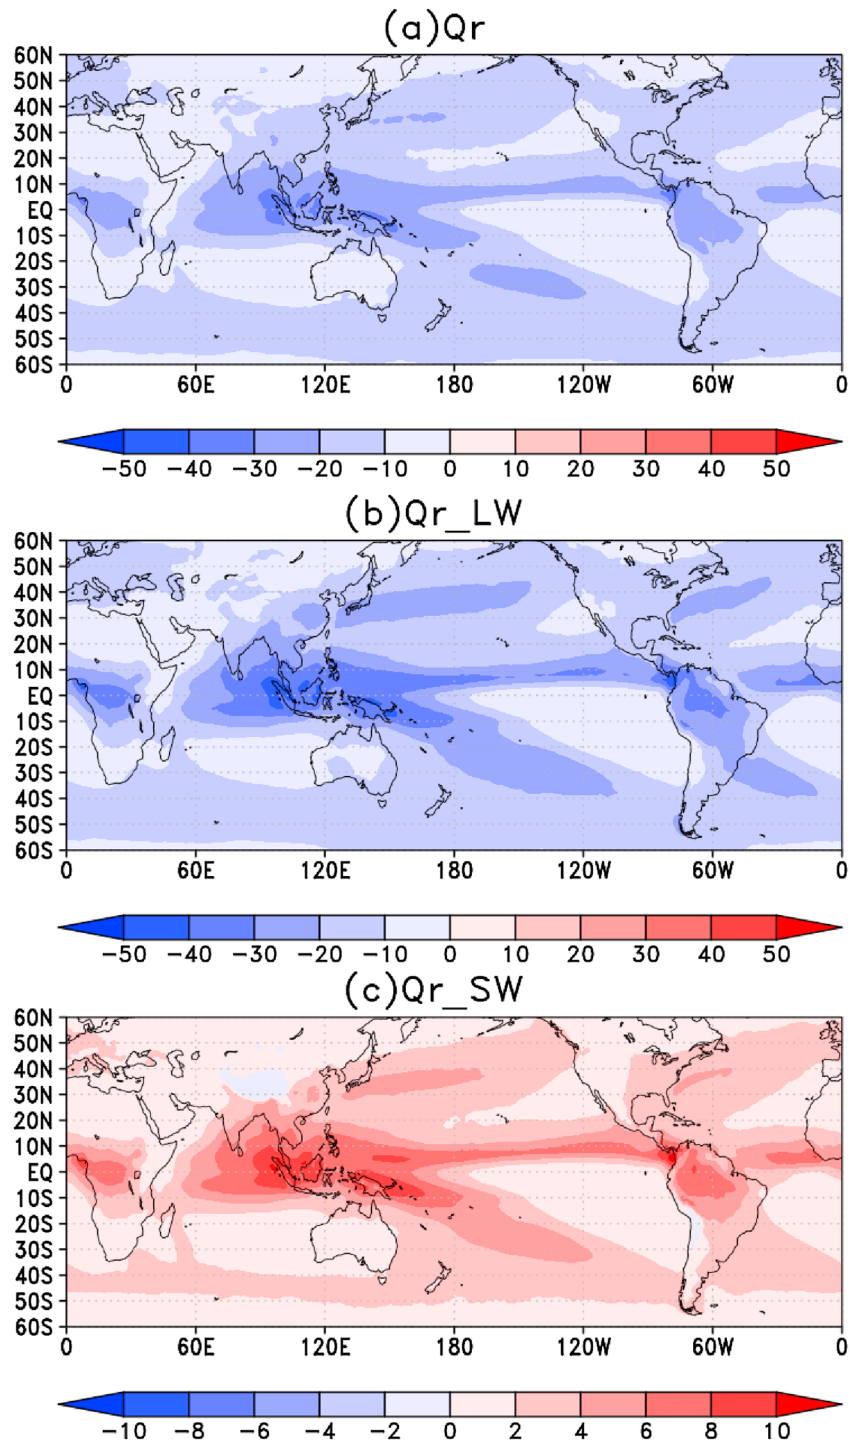 (a)Qr
60N
50N
40N
30N
20N
10N
EQ
10S
20S
30S
40S
50S
60S
0 60E 120E 180 120W 60W 0
−50 −40 −30 −20 −10 0 10 20 30 40 50
(b)Qr_LW
60N
50N
40N
30N
20N
10N
EQ
10S
20S
30S
40S
50S
60S
0 60E 120E 180 120W 60W 0
−50 −40 −30 −20 −10 0 10 20 30 40 50
(c)Qr_SW
60N
50N
40N
30N
20N
10N
EQ
10S
20S
30S
40S
50S
60S
0 60E 120E 180 120W 60W 0
−10 −8 −6 −4 −2 0 2 4 6 8 10